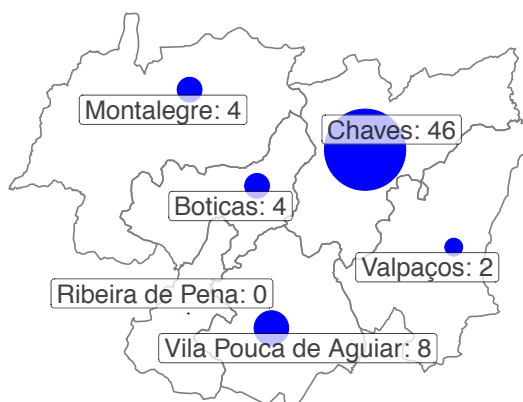 Montalegre: 4
Chaves: 46
Boticas: 4
Valpaços: 2
Ribeira de Pena: 0
Vila Pouca de Aguiar: 8